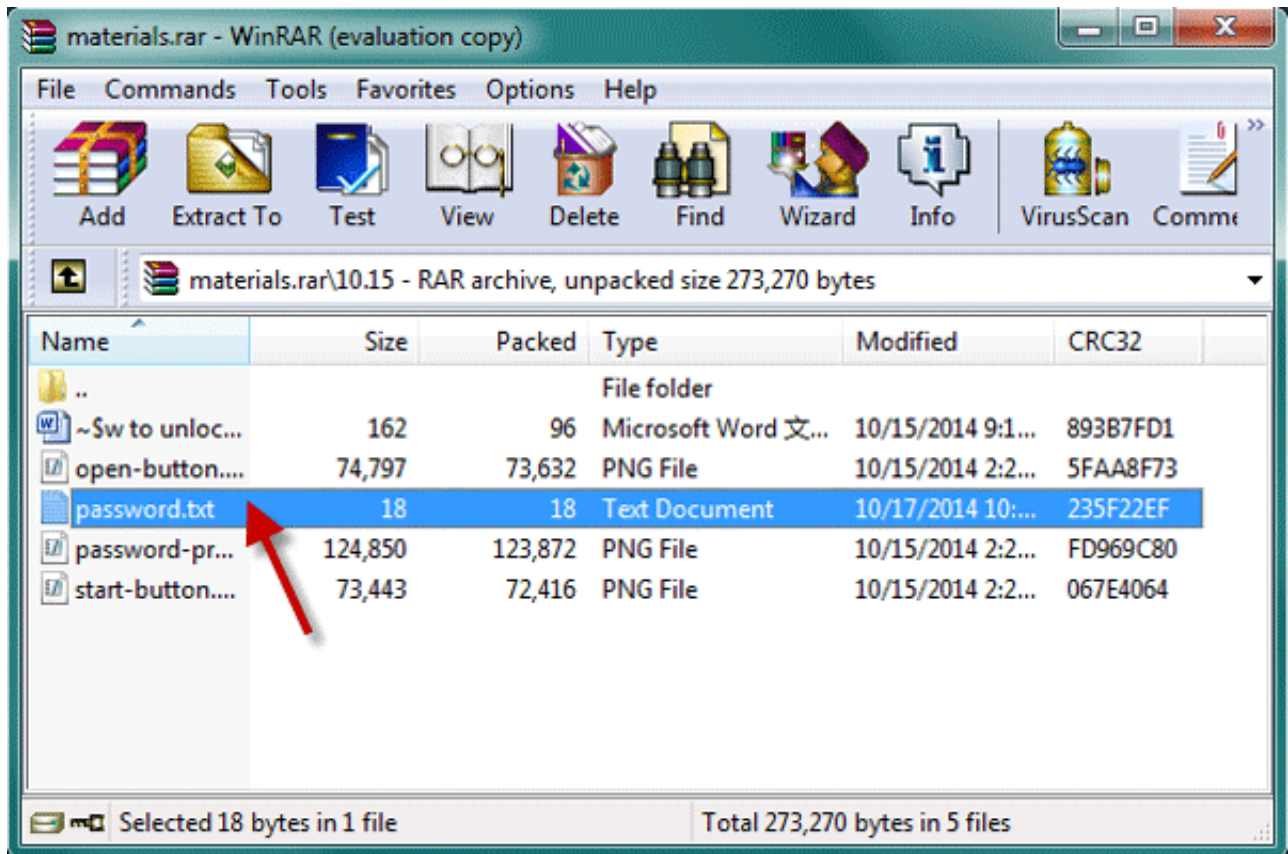 materials.rar - WinRAR (evaluation copy)
File Commands Tools Favorites Options Help
Add Extract To Test View Delete Find Wizard Info VirusScan Comme
materials.rar\10.15 - RAR archive, unpacked size 273,270 bytes
Name Size Packed Type Modified CRC32
.. File folder
~$w to unloc... 162 96 Microsoft Word 文... 10/15/2014 9:1... 893B7FD1
open-button.... 74,797 73,632 PNG File 10/15/2014 2:2... 5FAA8F73
password.txt 18 18 Text Document 10/17/2014 10:... 235F22EF
password-pr... 124,850 123,872 PNG File 10/15/2014 2:2... FD969C80
start-button.... 73,443 72,416 PNG File 10/15/2014 2:2... 067E4064
Selected 18 bytes in 1 file Total 273,270 bytes in 5 files